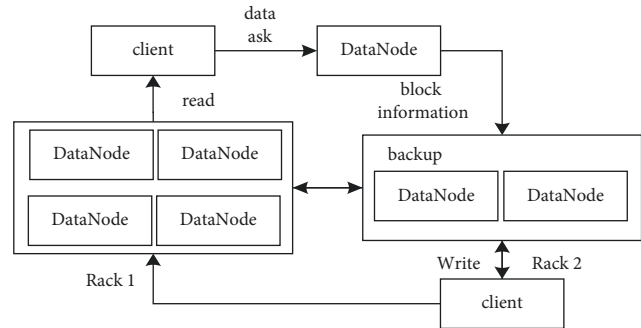 data
ask
client
DataNode
read
block
information
DataNode
DataNode
DataNode
DataNode
backup
DataNode
DataNode
Rack 1
Write
Rack 2
client